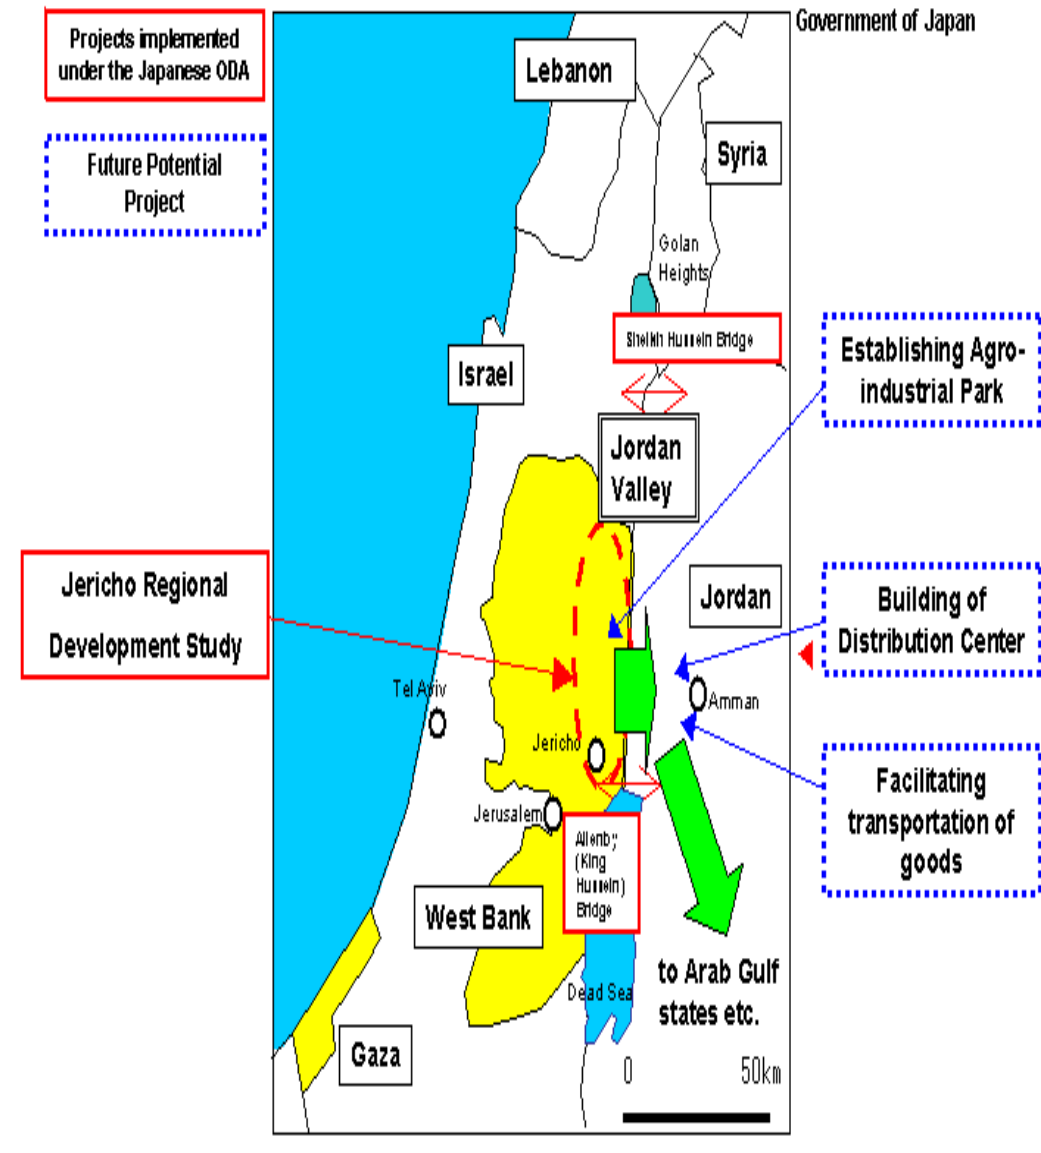 Projects implemented
under the Japanese ODA
Future Potential
Project
Government of Japan
Lebanon
Syria
Golan
Heights
Sheikh Hussein Bridge
Israel
Establishing Agro-
industrial Park
Jordan
Valley
Jericho Regional
Development Study
Jordan
Building of
Distribution Center
Tel Aviv
Amman
Jericho
Facilitating
transportation of
goods
Jerusalem
Allenby
(King
Hussein)
Bridge
West Bank
to Arab Gulf
states etc.
Dead Sea
Gaza
0 50km